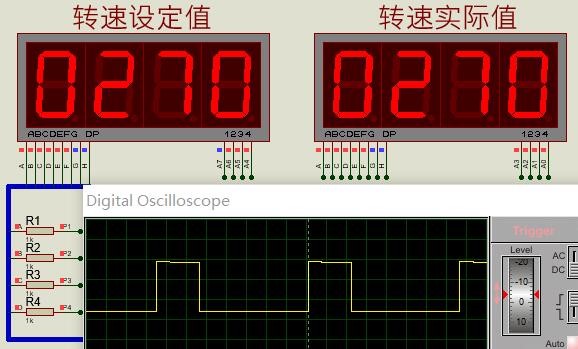 转速设定值
转速实际值
0270
0270
ABCDEFG DP
1234
ABCDEFG DP
1234
A B C D E F G H
A7 A6 A5 A4
A B C D E F G H
A3 A2 A1 A0
Digital Oscilloscope
A R1 P1
1k
B R2 P2
1k
C R3 P3
1k
D R4 P4
1k
Trigger
Level
-20
-10
0
10
AC
DC
Auto